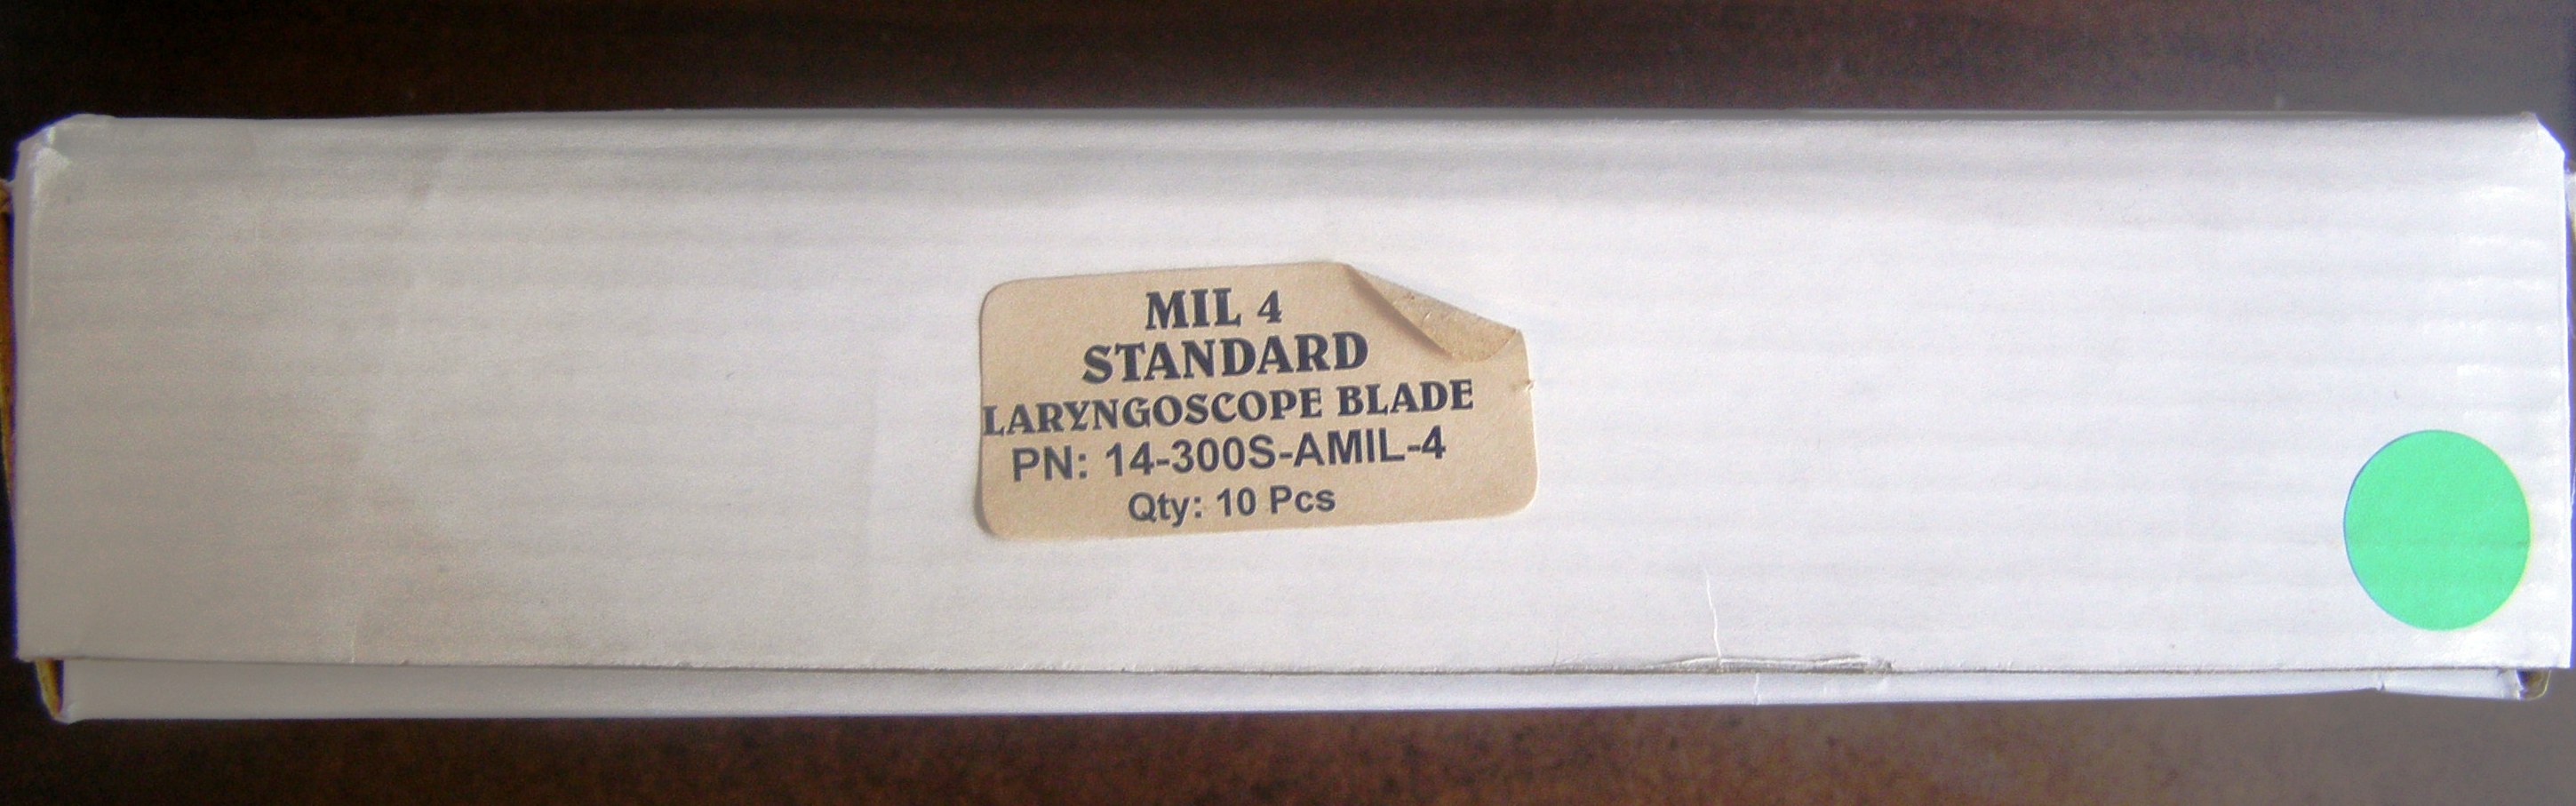 MIL 4
STANDARD
LARYNGOSCOPE BLADE
PN: 14-300S-AMIL-4
Qty: 10 Pcs